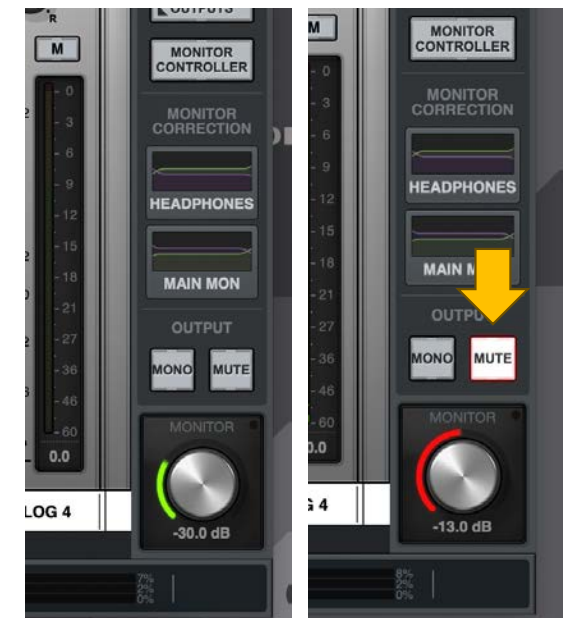 R
OUTPUTS
M
MONITOR
CONTROLLER
- 0
- 3
- 6
- 9
- 12
- 15
- 18
- 21
- 27
- 36
- 46
- 60
0.0
LOG 4
MONITOR
CORRECTION
HEADPHONES
MAIN MON
OUTPUT
MONO
MUTE
MONITOR
-30.0 dB
7%
2%
0%
M
MONITOR
CONTROLLER
- 0
- 3
- 6
- 9
- 12
- 15
- 18
- 21
- 27
- 36
- 46
- 60
.0
4
MONITOR
CORRECTION
HEADPHONES
MAIN M
OUTPU
MONO
MUTE
MONITOR
-13.0 dB
8%
2%
0%